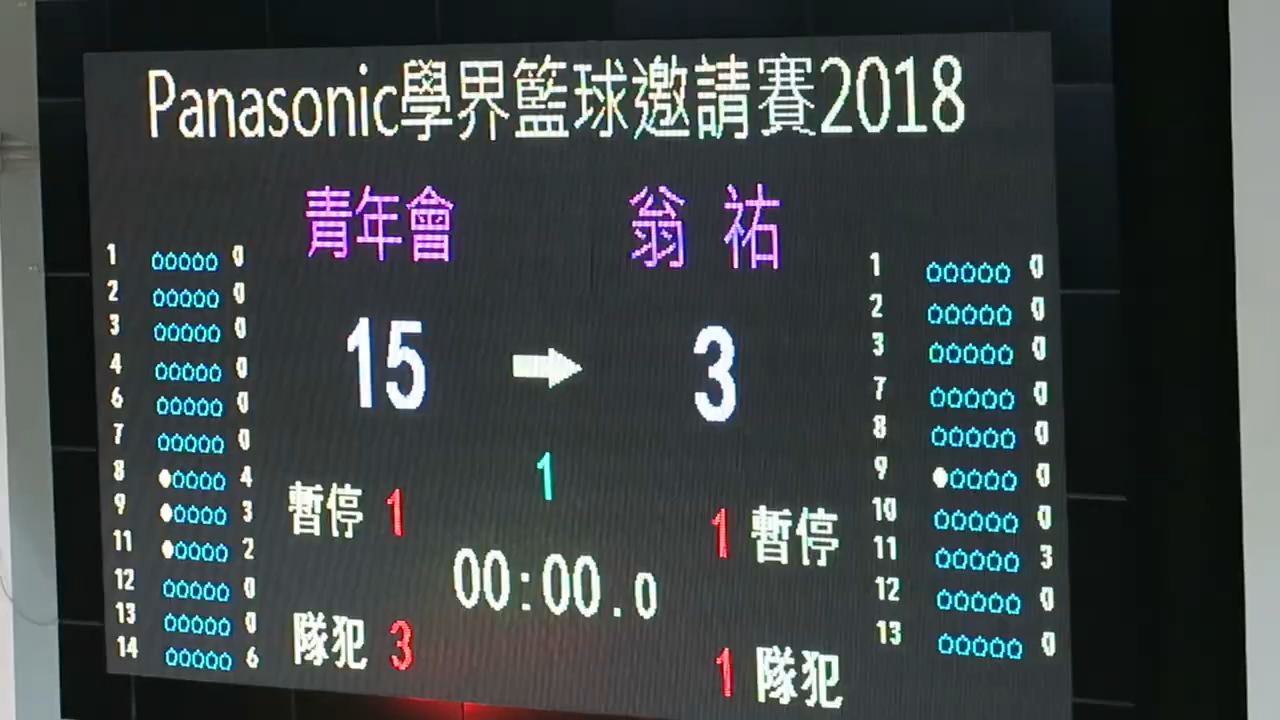 Panasonic學界籃球邀請賽2018
青年會 翁祐
1 0 1 0
2 0 2 0
3 0 3 0
4 0 7 0
6 0 8 0
7 0 9 0
8 4 10 0
9 3 11 3
11 2 12 0
12 0 13 0
13 0
14 6
15 → 3
1
暫停 1 1 暫停
00:00.0
隊犯 3 1 隊犯